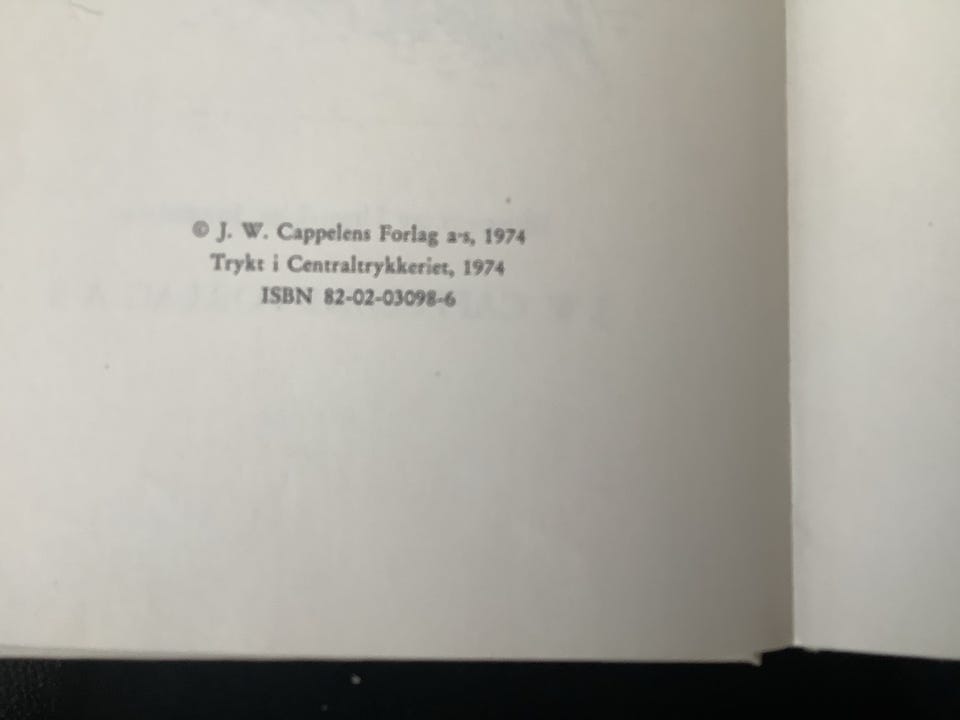 © J. W. Cappelens Forlag a·s, 1974
Trykt i Centraltrykkeriet, 1974
ISBN 82-02-03098-6